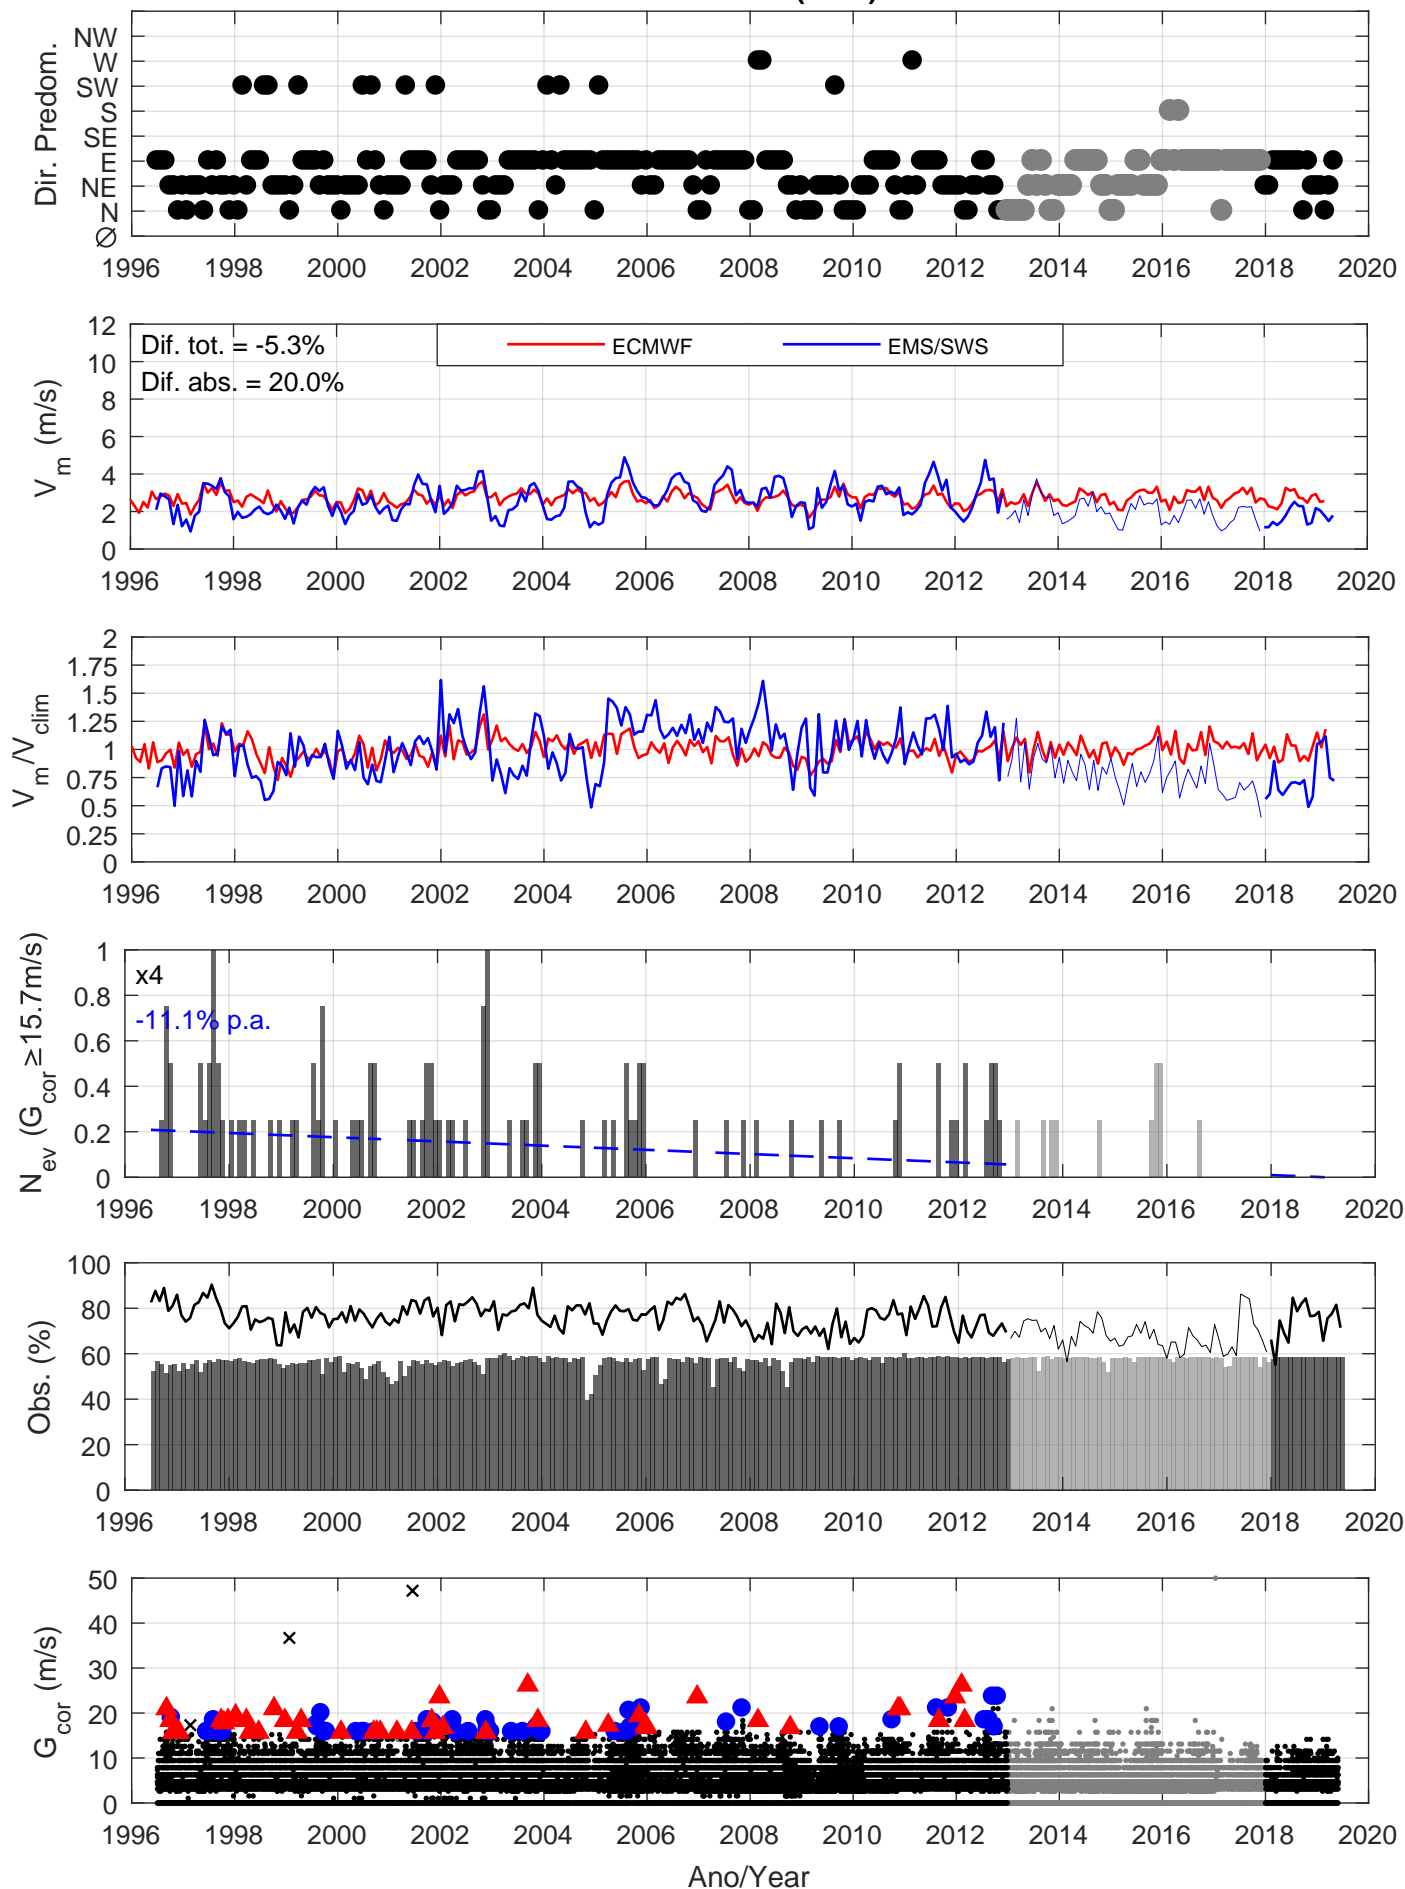 Dir. Predom.
NW
W
SW
S
SE
E
NE
N
Ø
1996 1998 2000 2002 2004 2006 2008 2010 2012 2014 2016 2018 2020
V_m (m/s)
12
10
8
6
4
2
0
Dif. tot. = -5.3%
Dif. abs. = 20.0%
ECMWF
EMS/SWS
1996 1998 2000 2002 2004 2006 2008 2010 2012 2014 2016 2018 2020
V_m/V_clim
2
1.75
1.5
1.25
1
0.75
0.5
0.25
0
1996 1998 2000 2002 2004 2006 2008 2010 2012 2014 2016 2018 2020
N_ev (G_cor≥15.7m/s)
1
0.8
0.6
0.4
0.2
0
x4
-11.1% p.a.
1996 1998 2000 2002 2004 2006 2008 2010 2012 2014 2016 2018 2020
Obs. (%)
100
80
60
40
20
0
1996 1998 2000 2002 2004 2006 2008 2010 2012 2014 2016 2018 2020
G_cor (m/s)
50
40
30
20
10
0
1996 1998 2000 2002 2004 2006 2008 2010 2012 2014 2016 2018 2020
Ano/Year